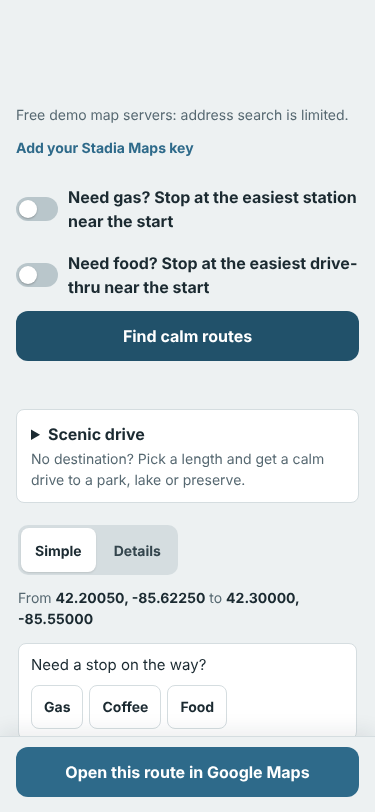 Free demo map servers: address search is limited.
Add your Stadia Maps key
Need gas? Stop at the easiest station
near the start
Need food? Stop at the easiest drive-
thru near the start
Find calm routes
Scenic drive
No destination? Pick a length and get a calm
drive to a park, lake or preserve.
Simple
Details
From 42.20050, -85.62250 to 42.30000,
-85.55000
Need a stop on the way?
Gas
Coffee
Food
Open this route in Google Maps